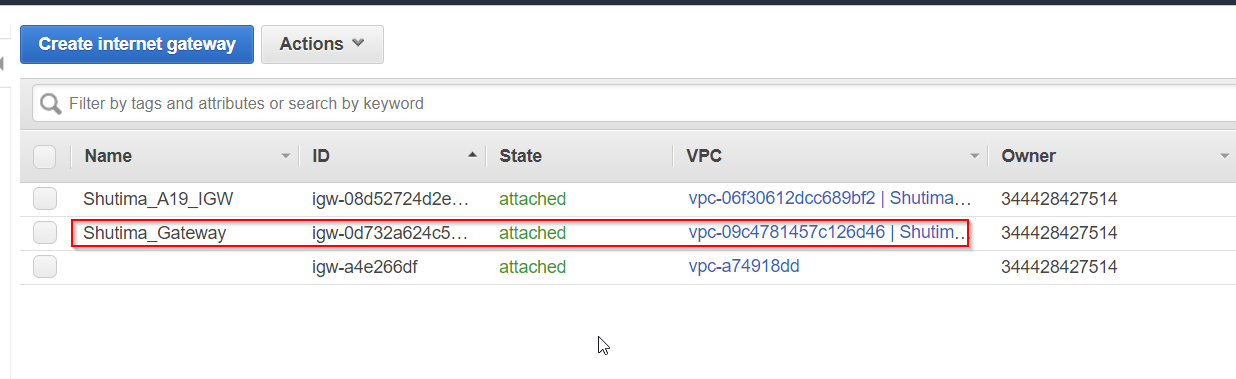 Create internet gateway Actions
Filter by tags and attributes or search by keyword
Name ID State VPC Owner
Shutima_A19_IGW igw-08d52724d2e… attached vpc-06f30612dcc689bf2 | Shutima… 344428427514
Shutima_Gateway igw-0d732a624c5… attached vpc-09c4781457c126d46 | Shutim… 344428427514
igw-a4e266df attached vpc-a74918dd 344428427514